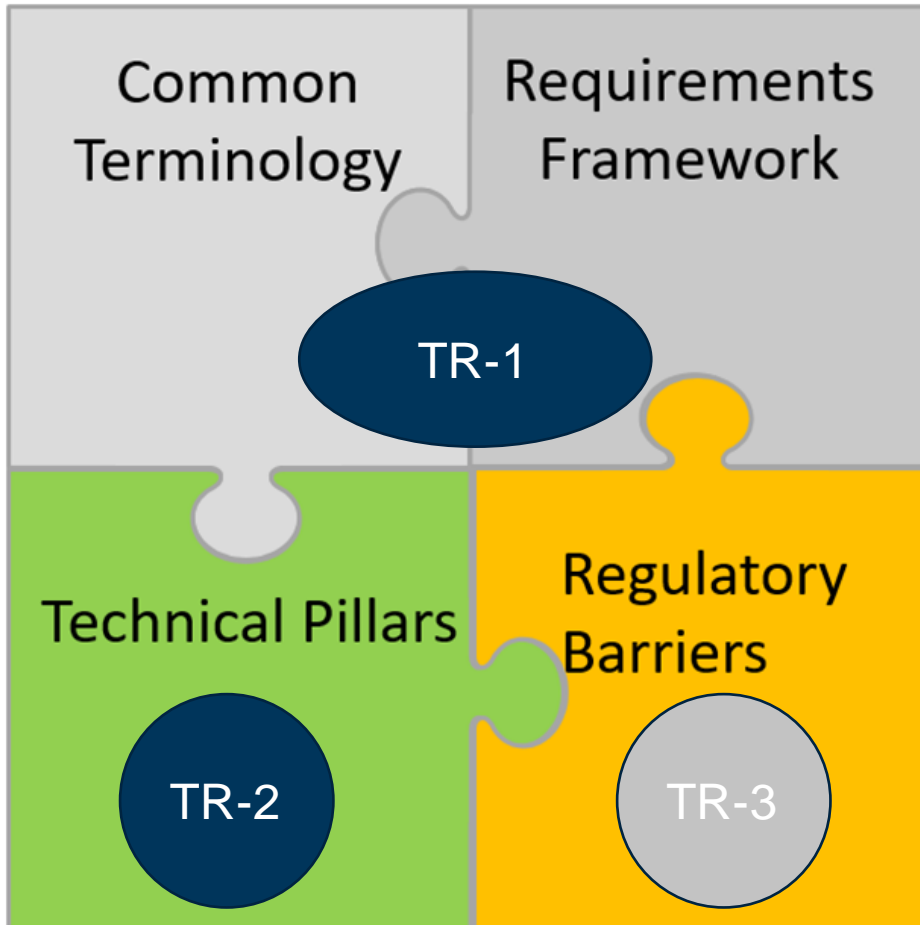 Common
Terminology
Requirements
Framework
TR-1
Technical Pillars
Regulatory
Barriers
TR-2
TR-3